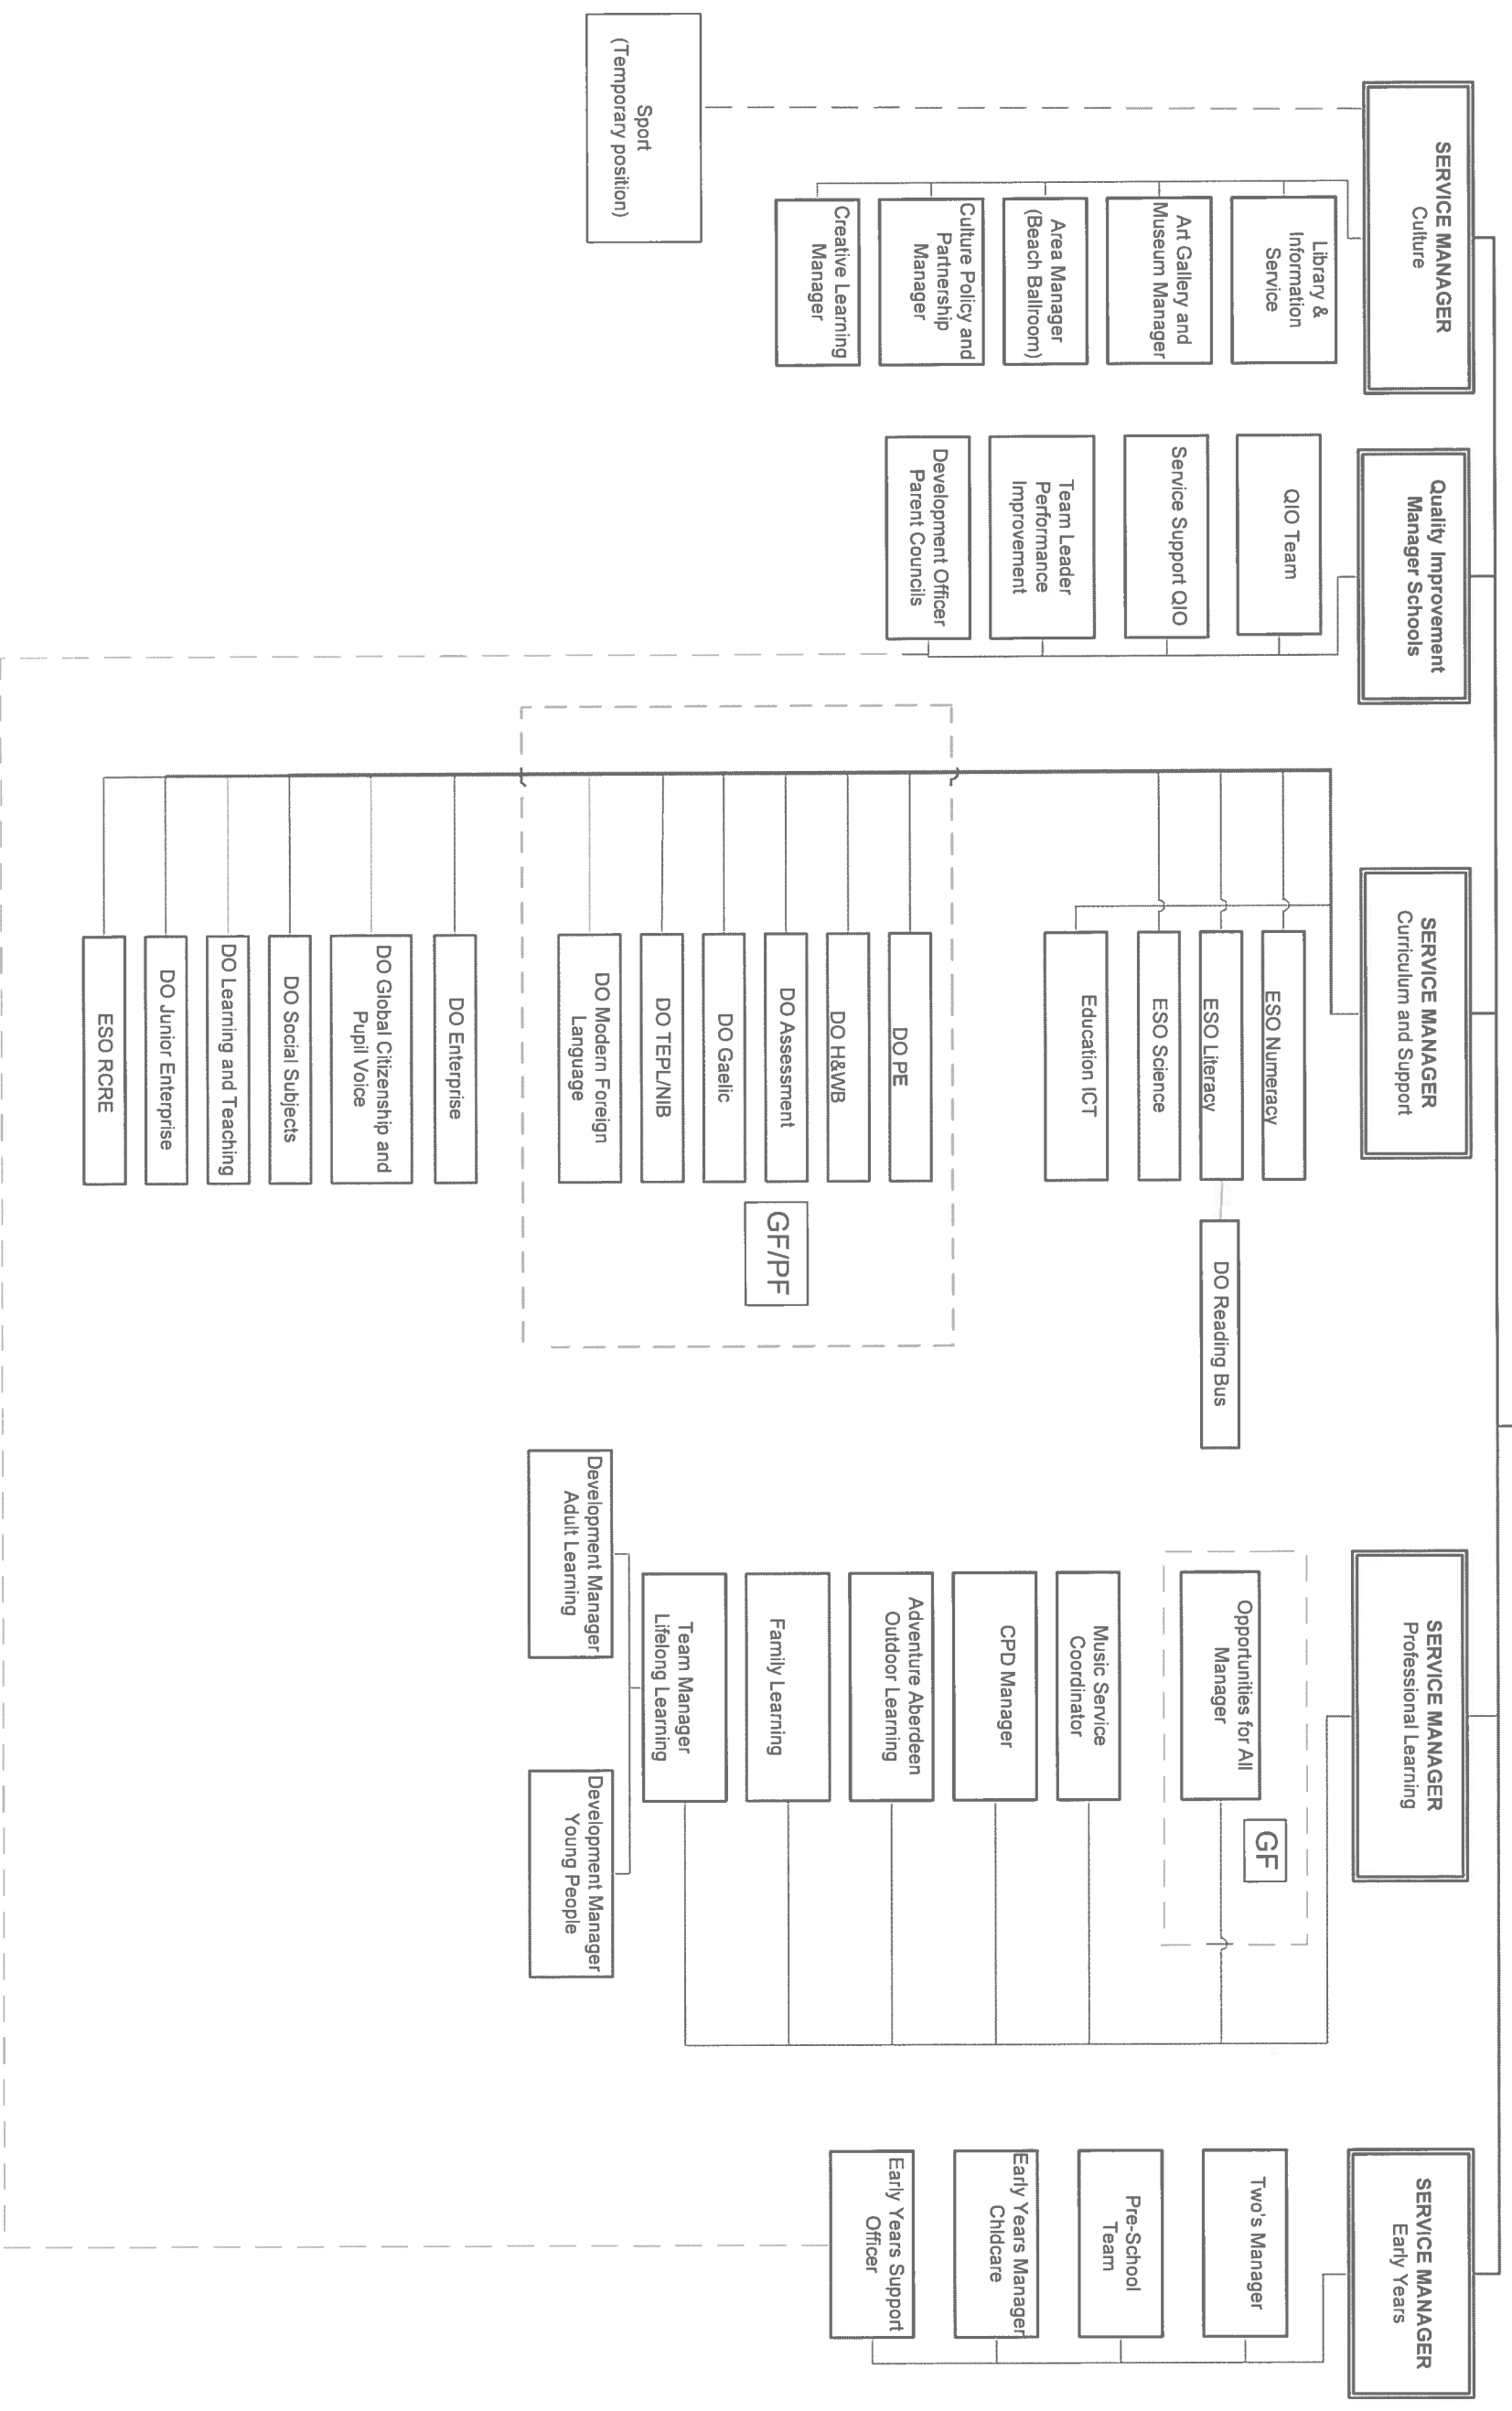 SERVICE MANAGER
Culture
Library &
Information
Service
Art Gallery and
Museum Manager
Area Manager
(Beach Ballroom)
Culture Policy and
Partnership
Manager
Creative Learning
Manager
Sport
(Temporary position)
Quality Improvement
Manager Schools
QIO Team
Service Support QIO
Team Leader
Performance
Improvement
Development Officer
Parent Councils
SERVICE MANAGER
Curriculum and Support
ESO Numeracy
ESO Literacy
DO Reading Bus
ESO Science
Education ICT
DO PE
DO H&WB
DO Assessment
GF/PF
DO Gaelic
DO TEPL/NIB
DO Modern Foreign
Language
DO Enterprise
DO Global Citizenship and
Pupil Voice
DO Social Subjects
DO Learning and Teaching
DO Junior Enterprise
ESO RCRE
SERVICE MANAGER
Professional Learning
GF
Opportunities for All
Manager
Music Service
Coordinator
CPD Manager
Adventure Aberdeen
Outdoor Learning
Family Learning
Team Manager
Lifelong Learning
Development Manager
Adult Learning
Development Manager
Young People
SERVICE MANAGER
Early Years
Two's Manager
Pre-School
Team
Early Years Manager
Chldcare
Early Years Support
Officer